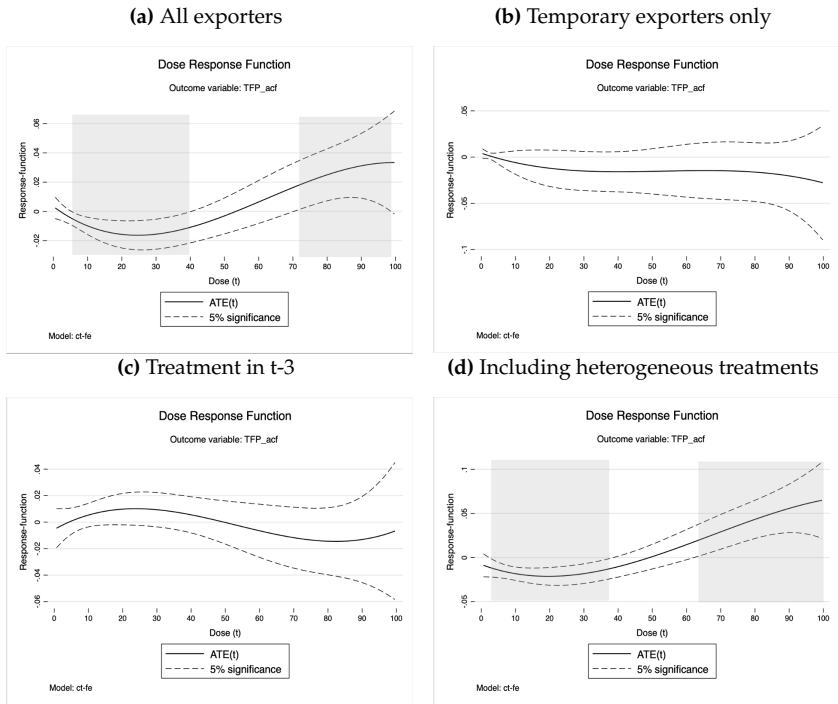 (a) All exporters
Dose Response Function
Outcome variable: TFP_acf
Response-function
.06
.04
.02
0
-.02
0 10 20 30 40 50 60 70 80 90 100
Dose (t)
ATE(t)
5% significance
Model: ct-fe
(b) Temporary exporters only
Dose Response Function
Outcome variable: TFP_acf
Response-function
.05
0
-.05
-.1
0 10 20 30 40 50 60 70 80 90 100
Dose (t)
ATE(t)
5% significance
Model: ct-fe
(c) Treatment in t-3
Dose Response Function
Outcome variable: TFP_acf
Response-function
.04
.02
0
-.02
-.04
-.06
0 10 20 30 40 50 60 70 80 90 100
Dose (t)
ATE(t)
5% significance
Model: ct-fe
(d) Including heterogeneous treatments
Dose Response Function
Outcome variable: TFP_acf
Response-function
.1
.05
0
-.05
0 10 20 30 40 50 60 70 80 90 100
Dose (t)
ATE(t)
5% significance
Model: ct-fe